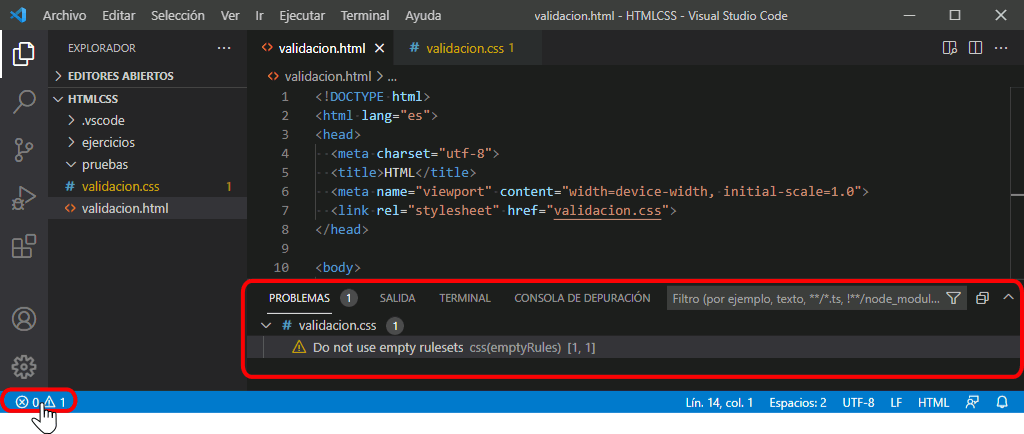 Archivo Editar Selección Ver Ir Ejecutar Terminal Ayuda validacion.html - HTMLCSS - Visual Studio Code
EXPLORADOR ...
EDITORES ABIERTOS
HTMLCSS
.vscode
ejercicios
pruebas
# validacion.css 1
<> validacion.html
<> validacion.html # validacion.css 1 ...
<> validacion.html > ...
1 <!DOCTYPE·html>
2 <html·lang="es">
3 <head>
4 ··<meta·charset="utf-8">
5 ··<title>HTML</title>
6 ··<meta·name="viewport"·content="width=device-width,·initial-scale=1.0">
7 ··<link·rel="stylesheet"·href="validacion.css">
8 </head>
9
10 <body>
PROBLEMAS 1 SALIDA TERMINAL CONSOLA DE DEPURACIÓN Filtro (por ejemplo, texto, **/*.ts, !**/node_modul...
# validacion.css 1
Do not use empty rulesets css(emptyRules) [1, 1]
0 1 Lín. 14, col. 1 Espacios: 2 UTF-8 LF HTML